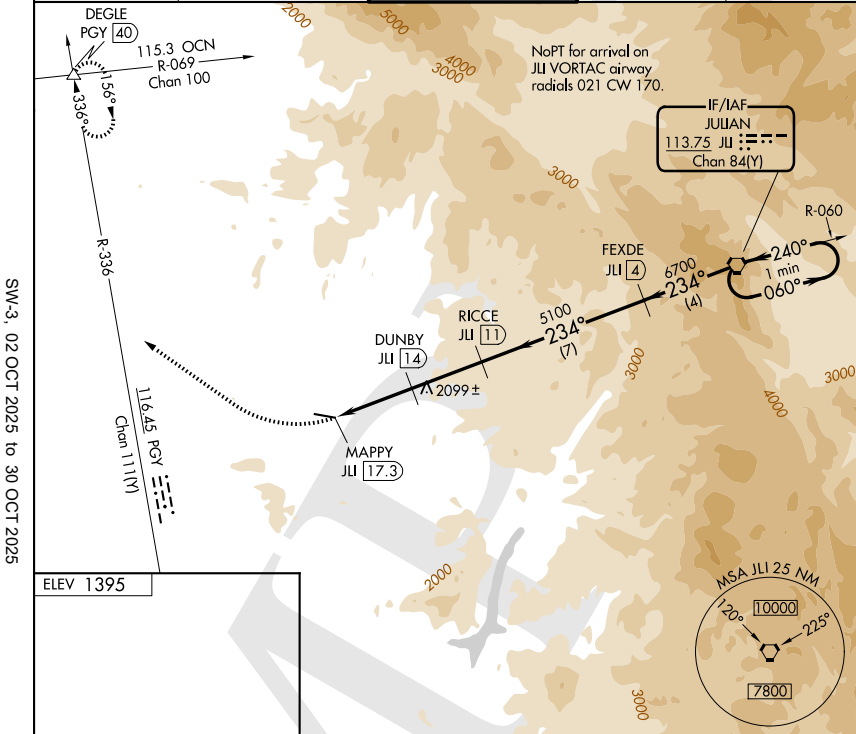 DEGLE
PGY 40
115.3 OCN
R-069
Chan 100
156°
336°
R-336
116.45 PGY
Chan 111(Y)
NoPT for arrival on
JLI VORTAC airway
radials 021 CW 170.
IF/IAF
JULIAN
113.75 JLI
Chan 84(Y)
R-060
240°
1 min
060°
FEXDE
JLI 4
6700
234°
(4)
5100
234°
(7)
RICCE
JLI 11
DUNBY
JLI 14
2099±
MAPPY
JLI 17.3
2000
4000
3000
3000
3000
3000
4000
2000
3000
MSA JLI 25 NM
120°
10000
225°
7800
ELEV 1395
SW-3, 02 OCT 2025 to 30 OCT 2025